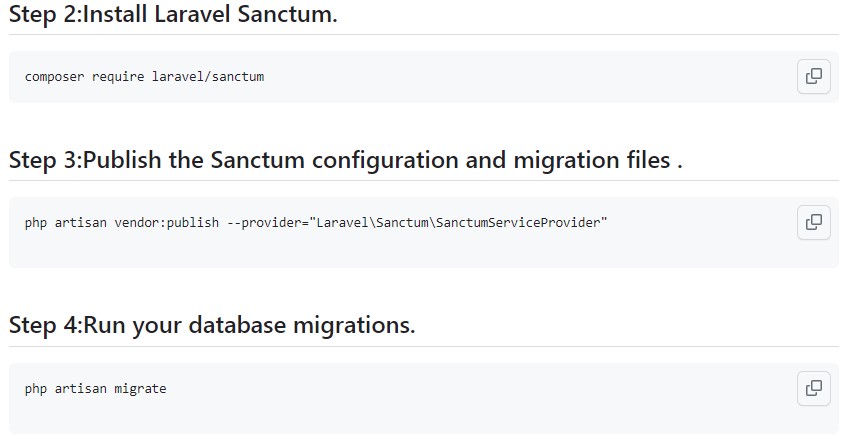 Step 2:Install Laravel Sanctum.
composer require laravel/sanctum
Step 3:Publish the Sanctum configuration and migration files .
php artisan vendor:publish --provider="Laravel\Sanctum\SanctumServiceProvider"
Step 4:Run your database migrations.
php artisan migrate